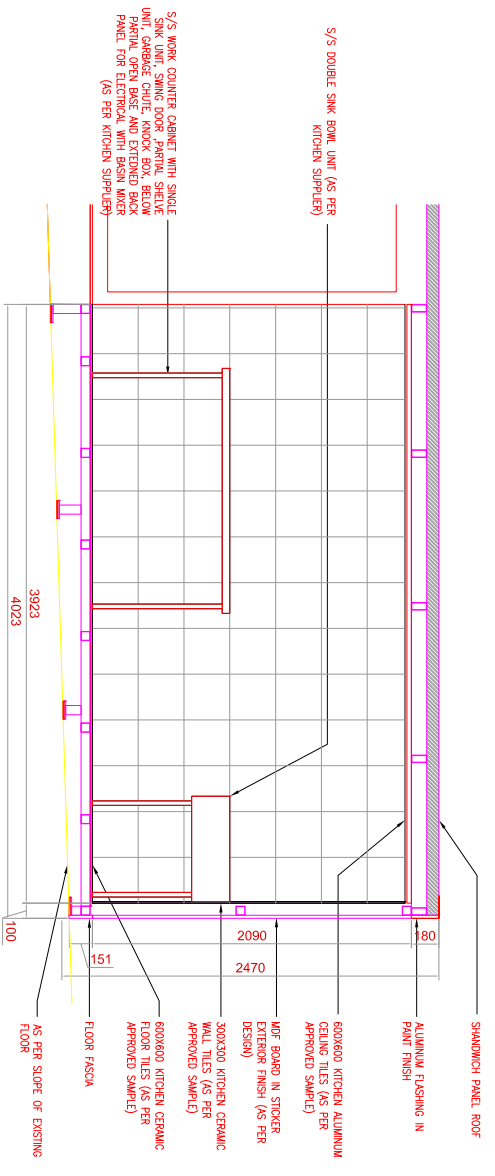 SHANDWICH PANEL ROOF
ALUMINUM FLASHING IN
PAINT FINISH
600X600 KITCHEN ALUMINUM
CEILING TILES (AS PER
APPROVED SAMPLE)
MDF BOARD IN STICKER
EXTERIOR FINISH (AS PER
DESIGN)
300X300 KITCHEN CERAMIC
WALL TILES (AS PER
APPROVED SAMPLE)
600X600 KITCHEN CERAMIC
FLOOR TILES (AS PER
APPROVED SAMPLE)
FLOOR FASCIA
AS PER SLOPE OF EXISTING
FLOOR
S/S DOUBLE SINK BOWL UNIT (AS PER
KITCHEN SUPPLIER)
S/S WORK COUNTER CABINET WITH SINGLE
SINK UNIT, SWING DOOR ,PARTIAL SHELVE
UNIT, GARBAGE CHUTE, KNOCK BOX, BELOW
PARTIAL OPEN BASE AND EXTEDNED BACK
PANEL FOR ELECTRICAL WITH BASIN MIXER
(AS PER KITCHEN SUPPLIER)
180
2090
2470
151
100
3923
4023